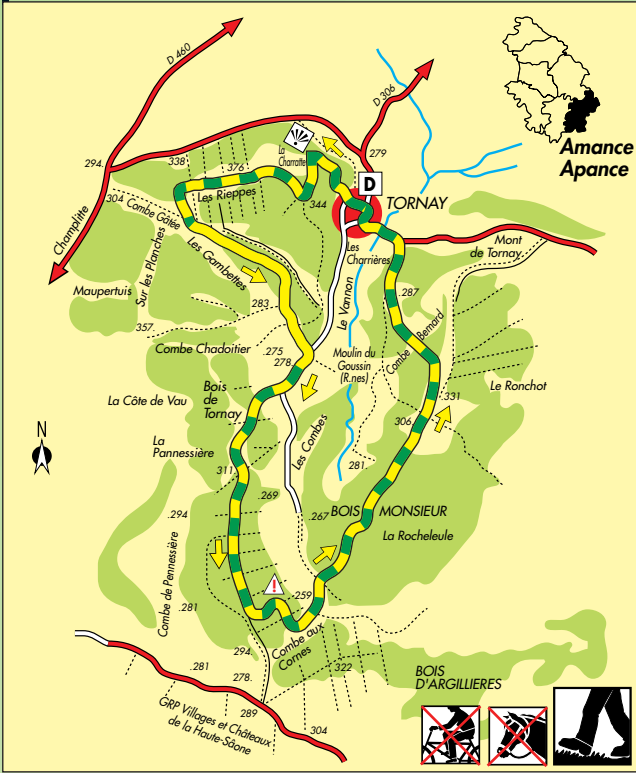 D 460
D 306
Amance
Apance
294.
338
376
La
Charratte
279
D
TORNAY
304
Combe Gâtée
Les Rieppes
344
Champlitte
Sur les Planches
Les Gambettes
Les
Charrières
Mont
de Tornay
Maupertuis
283
Le Vannon
.287
357.
Combe Chadoitier
.275
278.
Moulin du
Goussin
(R.nes)
Combe Bernard
Bois
de
Tornay
La Côte de Vau
Le Ronchot
.331
306
N
La
Pannessière
Les Combes
311.
281
.269
.294
.267
BOIS MONSIEUR
La Rocheleule
Combe de Pennessière
.281
!
.259
Combe aux
Cornes
294.
.322
278.
.281
BOIS
D'ARGILLIERES
289
GRP Villages et Châteaux
de la Haute-Sâone
304